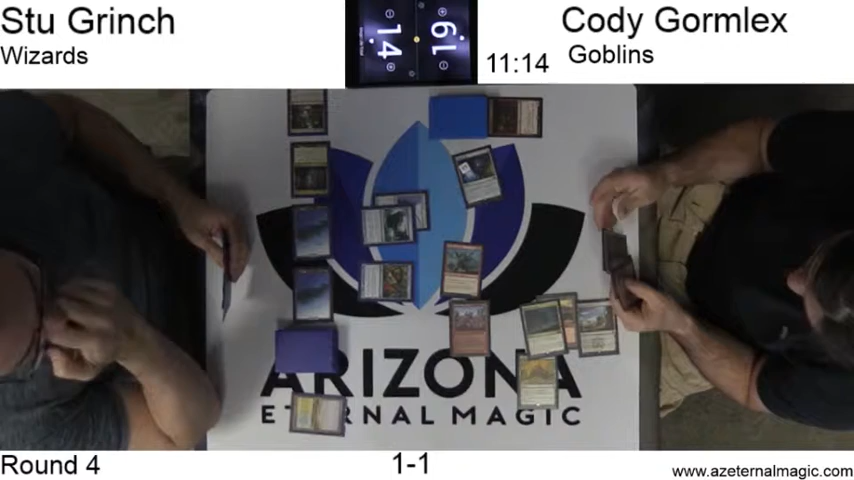 Stu Grinch
Wizards
14
19
11:14
Cody Gormlex
Goblins
ARIZONA
ETERNAL MAGIC
Round 4
1-1
www.azeternalmagic.com